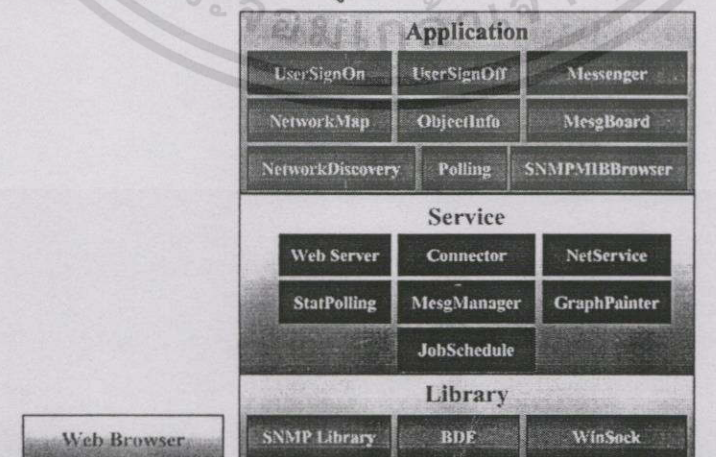 Application
UserSignOn UserSignOff Messenger
NetworkMap ObjectInfo MesgBoard
NetworkDiscovery Polling SNMPMIBBrowser
Service
Web Server Connector NetService
StatPolling MesgManager GraphPainter
JobSchedule
Library
Web Browser SNMP Library BDE WinSock